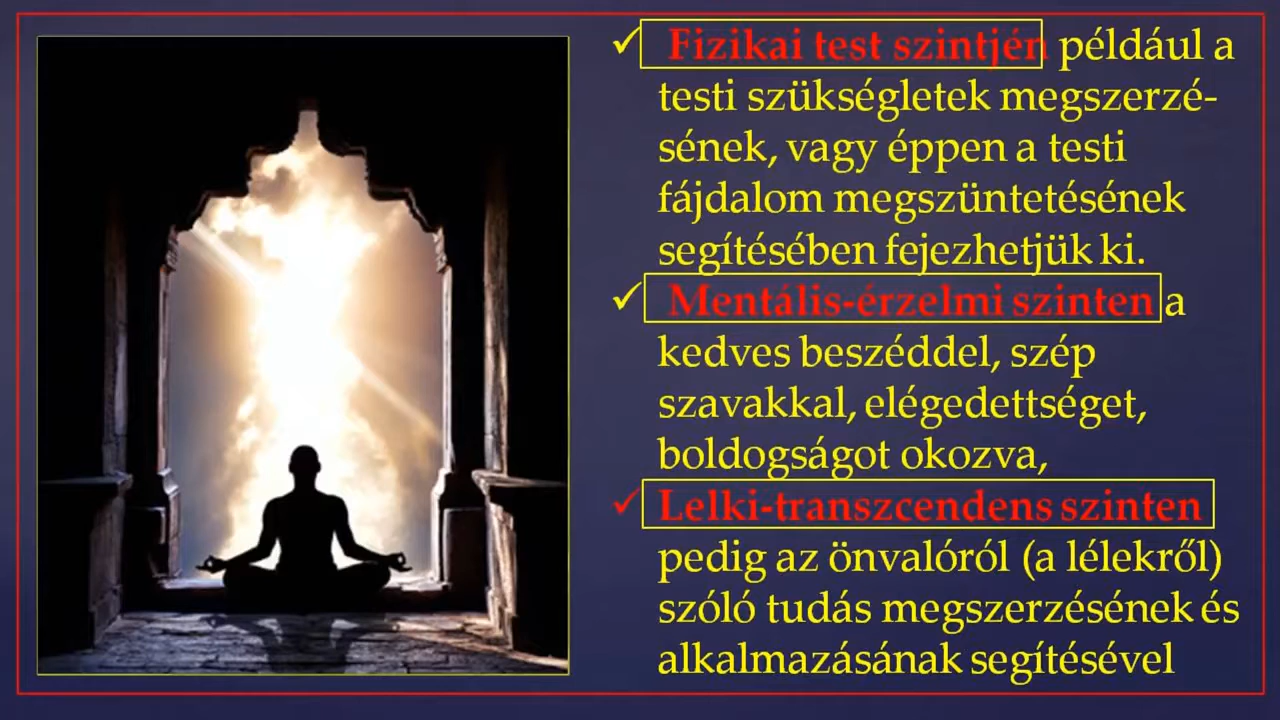 ✓ Fizikai test szintjén például a
testi szükségletek megszerzé-
sének, vagy éppen a testi
fájdalom megszüntetésének
segítésében fejezhetjük ki.
✓ Mentális-érzelmi szinten a
kedves beszéddel, szép
szavakkal, elégedettséget,
boldogságot okozva,
✓ Lelki-transzcendens szinten
pedig az önvalóról (a lélekről)
szóló tudás megszerzésének és
alkalmazásának segítésével